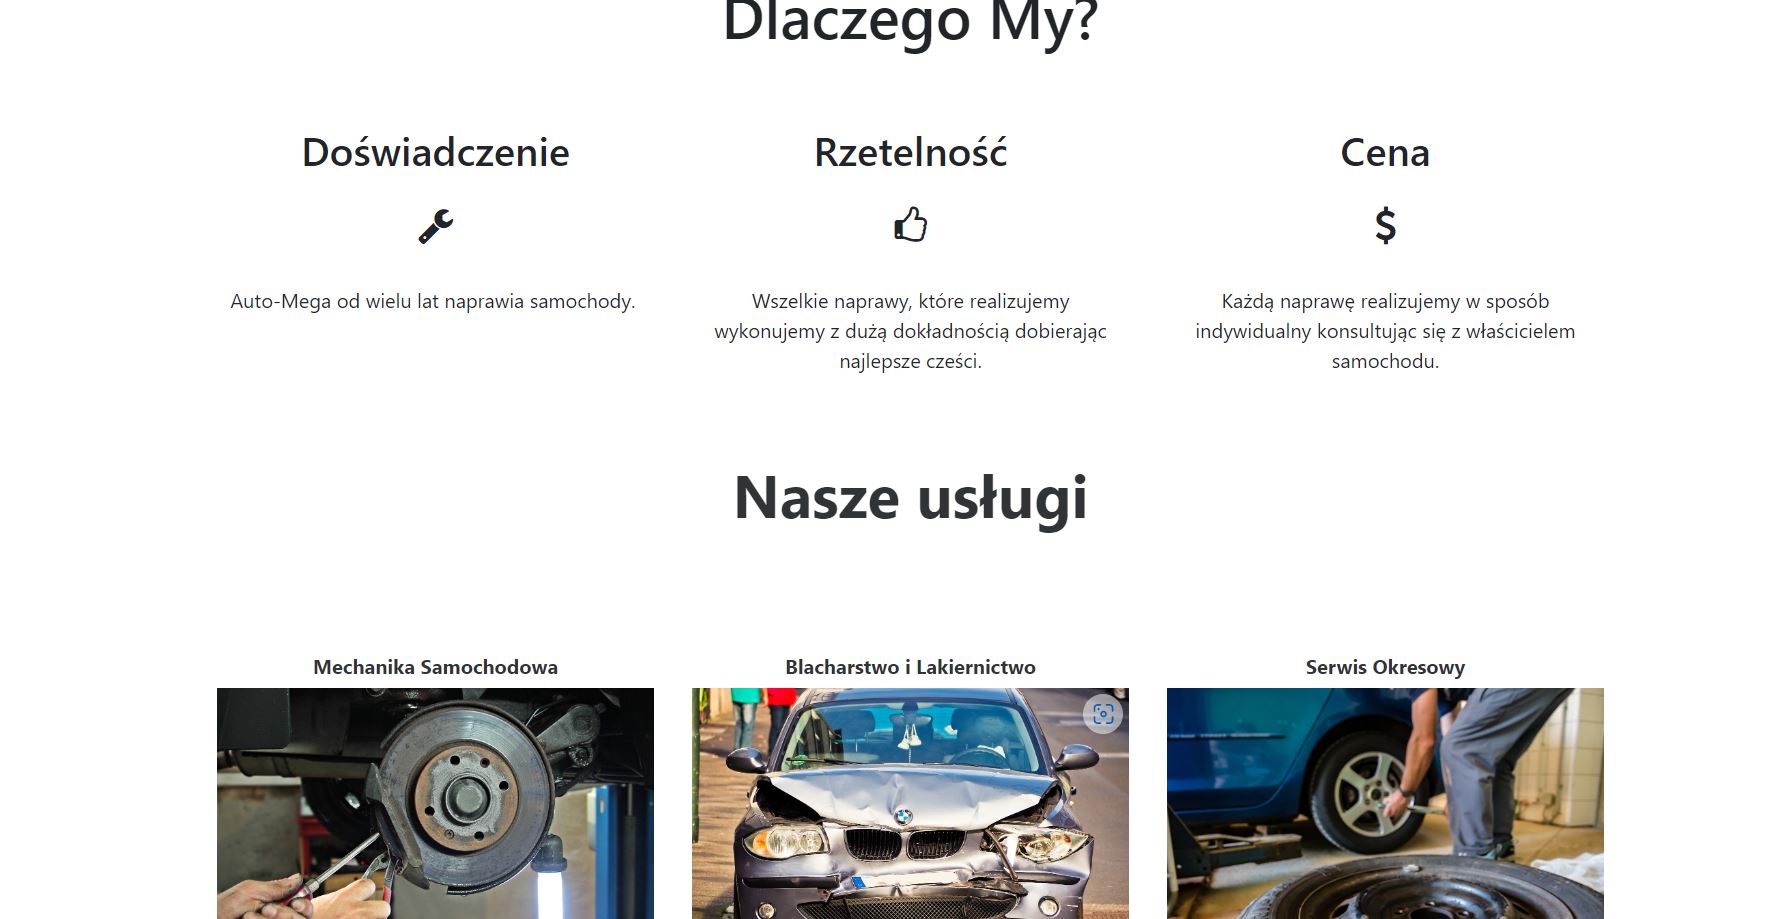 Dlaczego My?
Doświadczenie
Rzetelność
Cena
Auto-Mega od wielu lat naprawia samochody.
Wszelkie naprawy, które realizujemy
wykonujemy z dużą dokładnością dobierając
najlepsze cześci.
Każdą naprawę realizujemy w sposób
indywidualny konsultując się z właścicielem
samochodu.
Nasze usługi
Mechanika Samochodowa
Blacharstwo i Lakiernictwo
Serwis Okresowy